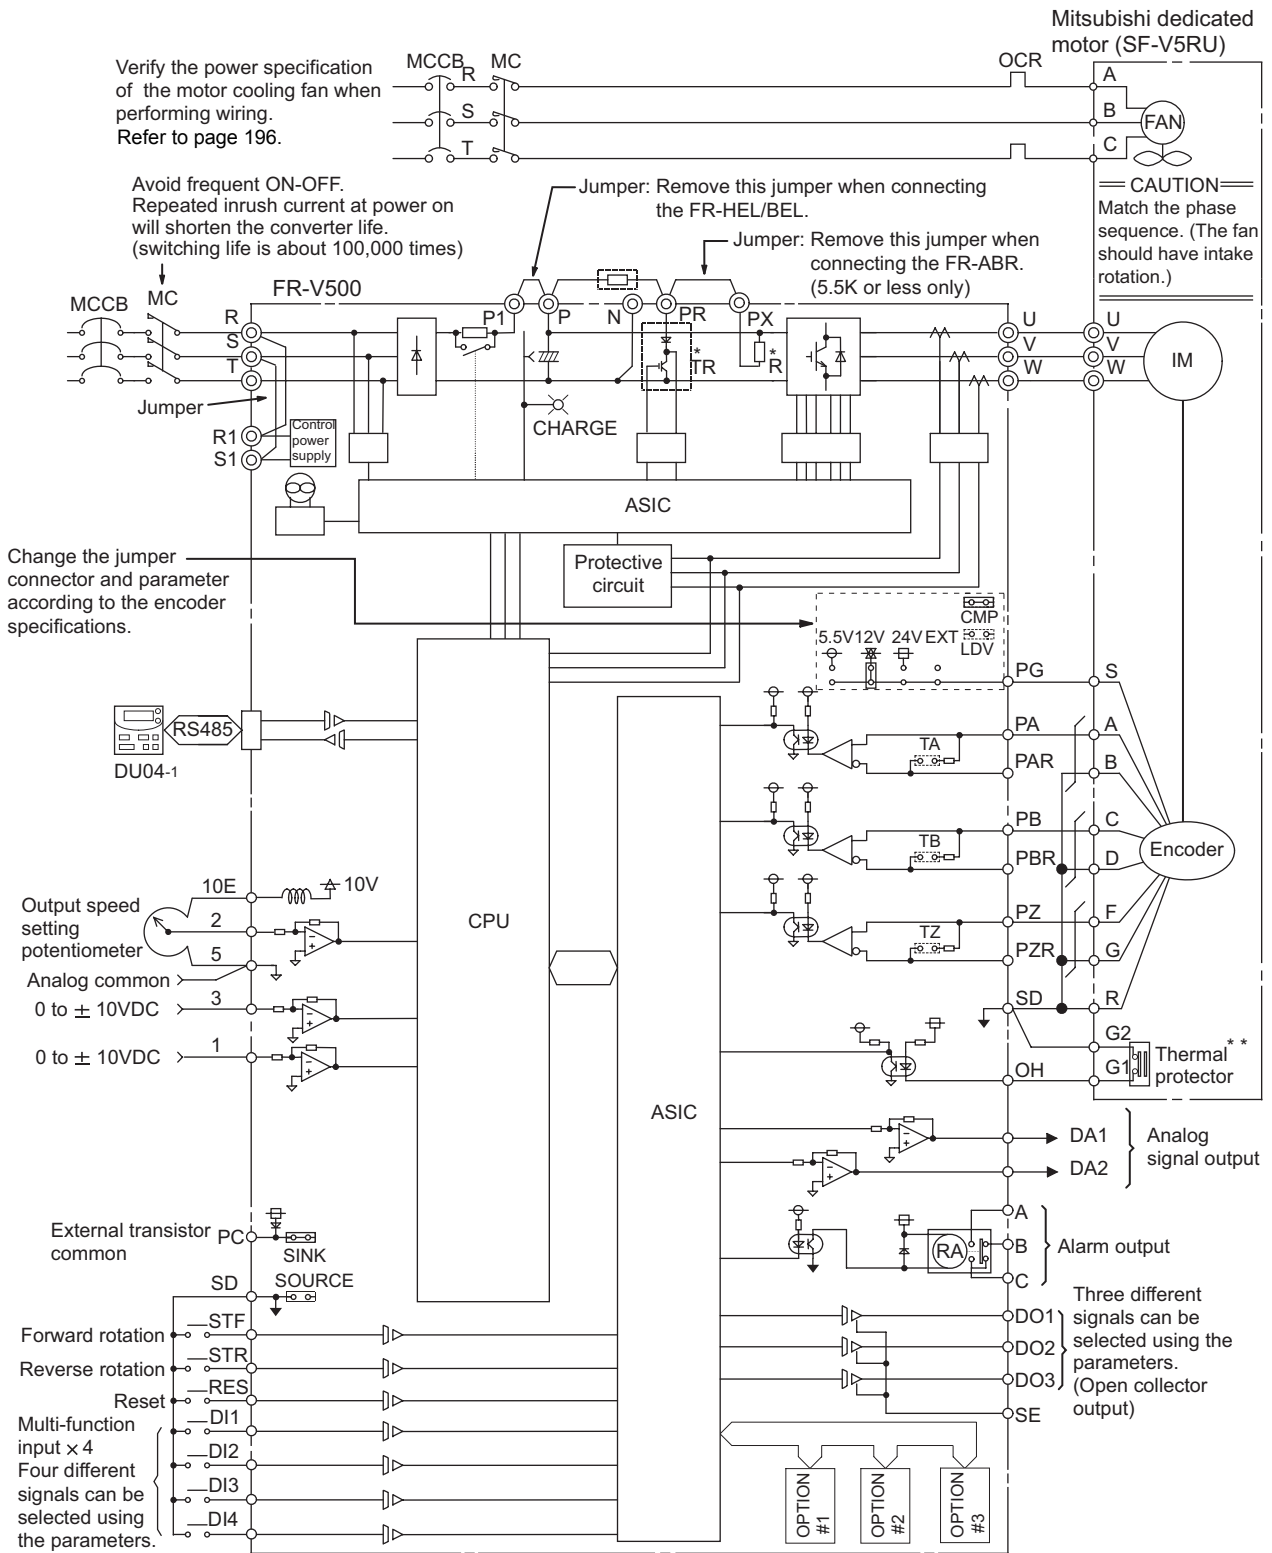 Mitsubishi dedicated
motor (SF-V5RU)
Verify the power specification
of the motor cooling fan when
performing wiring.
Refer to page 196.
MCCB
MC
OCR
R
S
T
A
B
C
FAN
CAUTION
Match the phase
sequence. (The fan
should have intake
rotation.)
Avoid frequent ON-OFF.
Repeated inrush current at power on
will shorten the converter life.
(switching life is about 100,000 times)
Jumper: Remove this jumper when connecting
the FR-HEL/BEL.
Jumper: Remove this jumper when
connecting the FR-ABR.
(5.5K or less only)
MCCB
MC
FR-V500
R
S
T
P1
P
N
PR
PX
*
TR
*
R
U
V
W
U
V
W
IM
Jumper
R1
S1
Control
power
supply
CHARGE
ASIC
Protective
circuit
Change the jumper
connector and parameter
according to the encoder
specifications.
CMP
LDV
5.5V
12V
24V
EXT
PG
S
RS485
DU04-1
CPU
ASIC
TA
PA
A
PAR
B
TB
PB
C
PBR
D
TZ
PZ
F
PZR
G
Encoder
SD
R
G2
G1
Thermal**
protector
OH
Output speed
setting
potentiometer
10E
10V
2
5
Analog common
0 to ± 10VDC
3
0 to ± 10VDC
1
DA1
DA2
Analog
signal output
External transistor
common
PC
SINK
SD
SOURCE
RA
A
B
C
Alarm output
Forward rotation
STF
Reverse rotation
STR
Reset
RES
Multi-function
input × 4
Four different
signals can be
selected using
the parameters.
DI1
DI2
DI3
DI4
DO1
DO2
DO3
SE
Three different
signals can be
selected using the
parameters.
(Open collector
output)
OPTION
#1
OPTION
#2
OPTION
#3